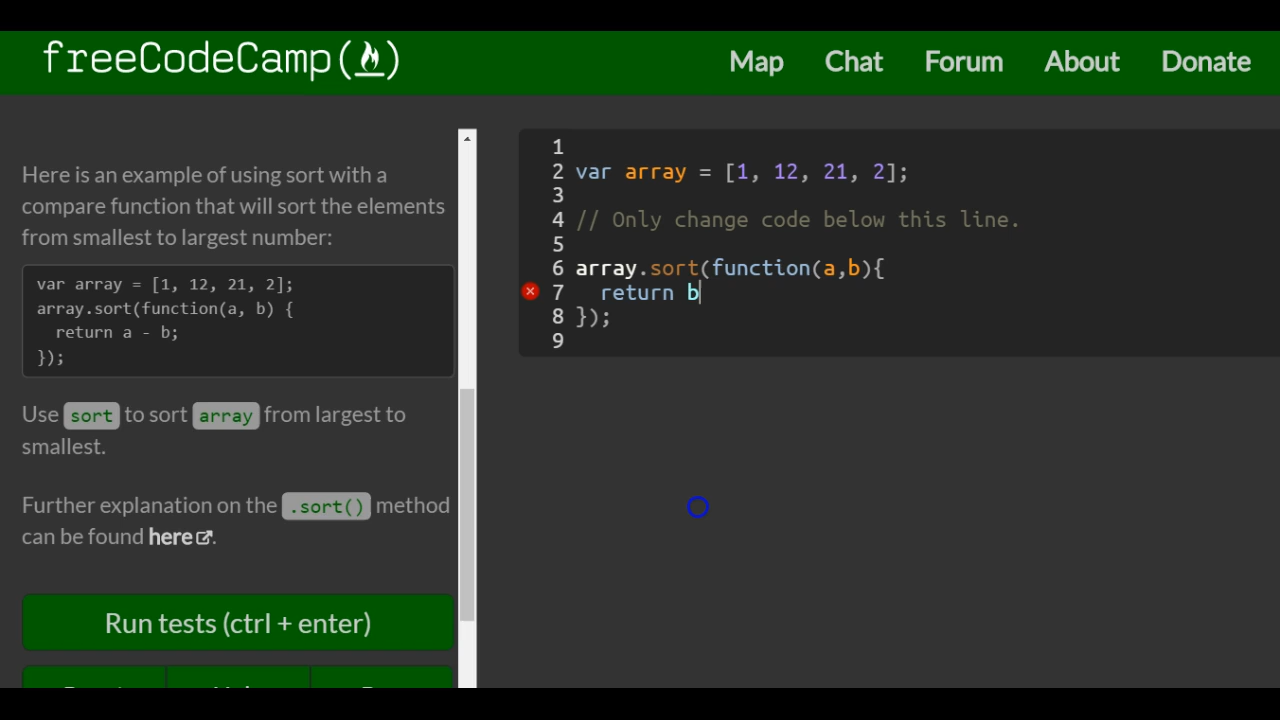 freeCodeCamp(🔥)
Map Chat Forum About Donate
Here is an example of using sort with a
compare function that will sort the elements
from smallest to largest number:
var array = [1, 12, 21, 2];
array.sort(function(a, b) {
  return a - b;
});
Use sort to sort array from largest to
smallest.
Further explanation on the .sort() method
can be found here.
Run tests (ctrl + enter)
1
2 var array = [1, 12, 21, 2];
3
4 // Only change code below this line.
5
6 array.sort(function(a,b){
7   return b
8 });
9